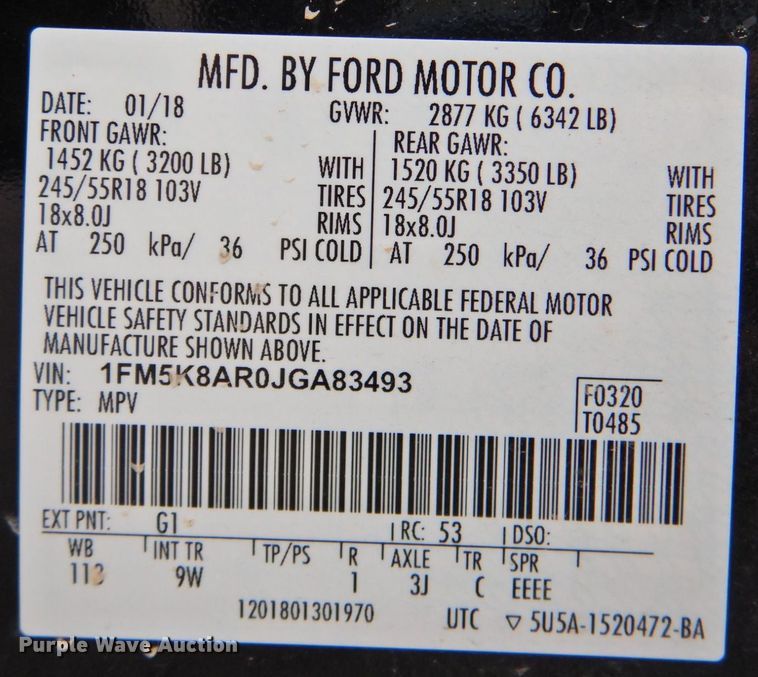 MFD. BY FORD MOTOR CO.
DATE: 01/18 GVWR: 2877 KG ( 6342 LB)
FRONT GAWR: REAR GAWR:
1452 KG ( 3200 LB) WITH 1520 KG ( 3350 LB) WITH
245/55R18 103V TIRES 245/55R18 103V TIRES
18x8.0J RIMS 18x8.0J RIMS
AT 250 kPa/ 36 PSI COLD AT 250 kPa/ 36 PSI COLD
THIS VEHICLE CONFORMS TO ALL APPLICABLE FEDERAL MOTOR
VEHICLE SAFETY STANDARDS IN EFFECT ON THE DATE OF
MANUFACTURE SHOWN ABOVE.
VIN: 1FM5K8AR0JGA83493
TYPE: MPV F0320
T0485
EXT PNT: G1 RC: 53 DSO:
WB INT TR TP/PS R AXLE TR SPR
113 9W 1 3J C EEEE
1201801301970 UTC ▽ 5U5A-1520472-BA
Purple Wave Auction